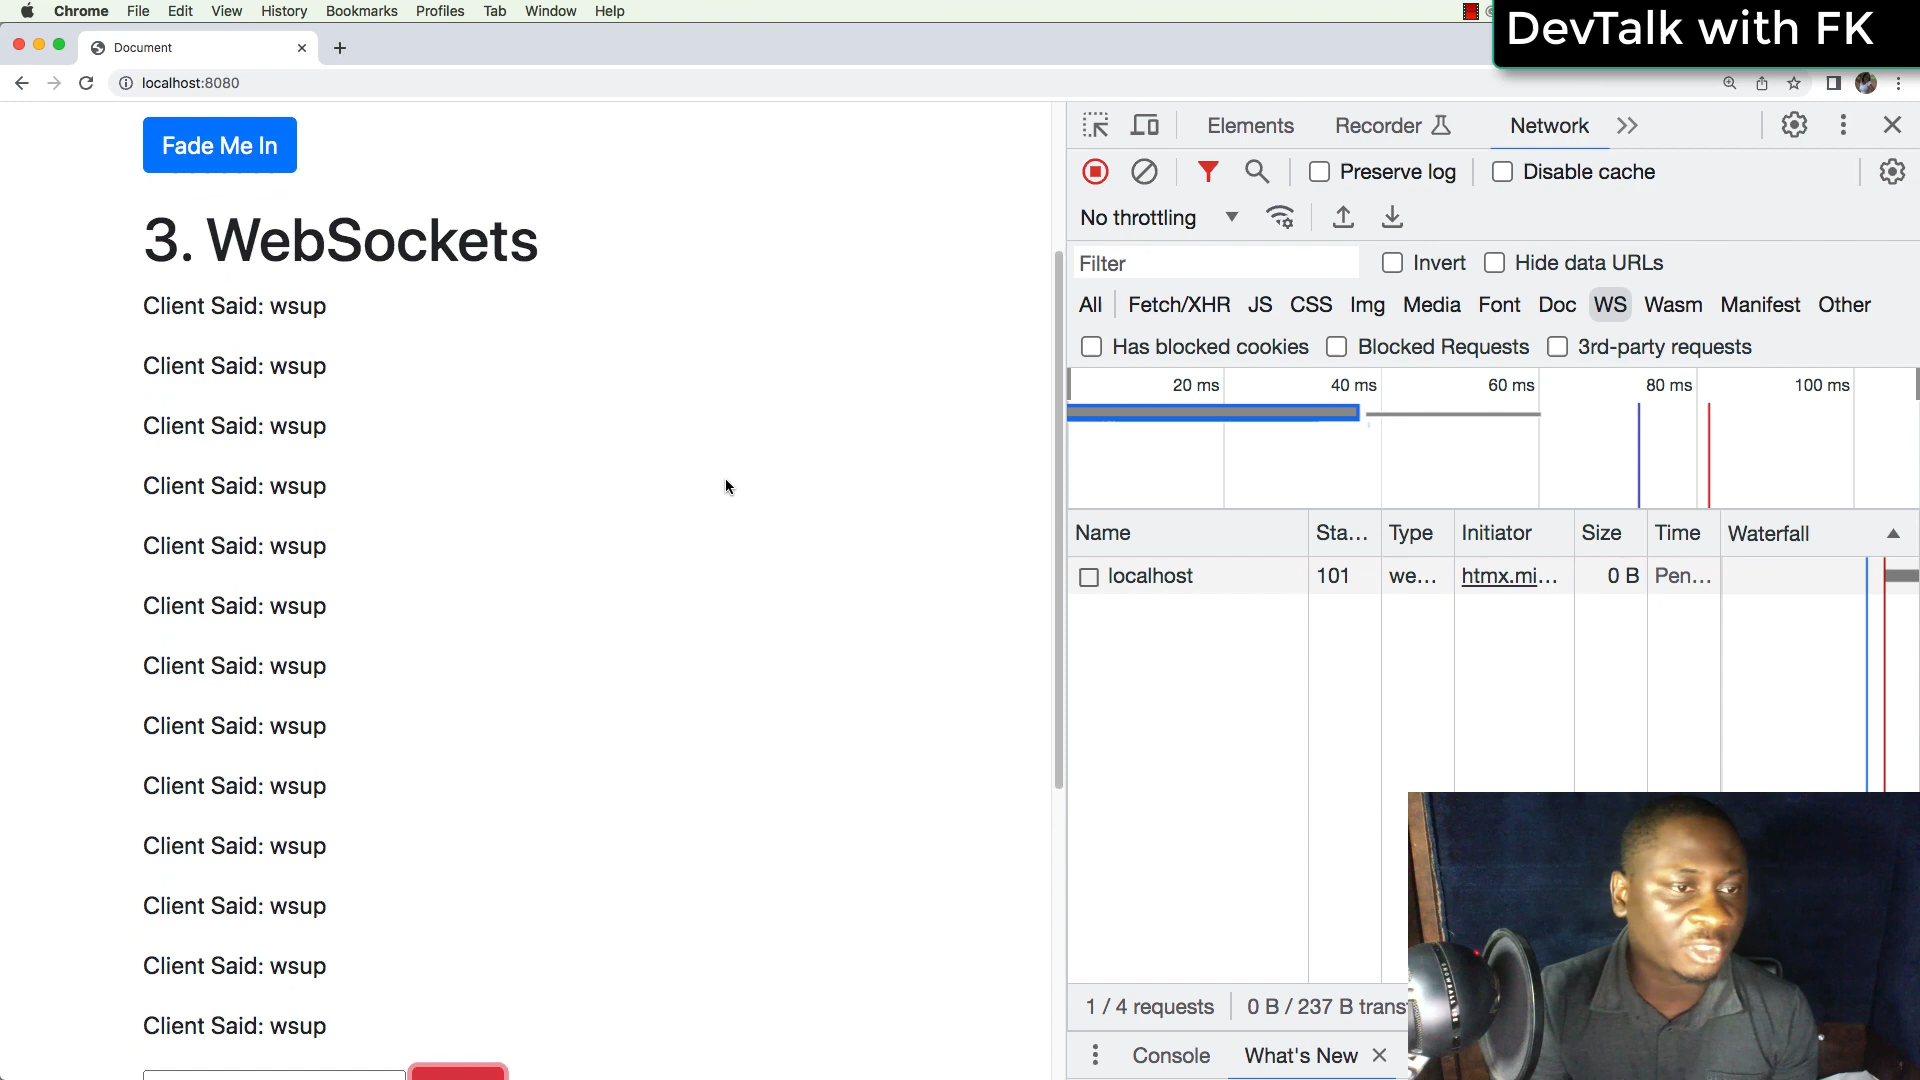 Chrome File Edit View History Bookmarks Profiles Tab Window Help
DevTalk with FK
Document
localhost:8080
Fade Me In
3. WebSockets
Client Said: wsup
Client Said: wsup
Client Said: wsup
Client Said: wsup
Client Said: wsup
Client Said: wsup
Client Said: wsup
Client Said: wsup
Client Said: wsup
Client Said: wsup
Client Said: wsup
Client Said: wsup
Client Said: wsup
Elements Recorder Network
Preserve log Disable cache
No throttling
Filter Invert Hide data URLs
All Fetch/XHR JS CSS Img Media Font Doc WS Wasm Manifest Other
Has blocked cookies Blocked Requests 3rd-party requests
20 ms 40 ms 60 ms 80 ms 100 ms
Name Sta... Type Initiator Size Time Waterfall
localhost 101 we... htmx.mi... 0 B Pen...
1 / 4 requests 0 B / 237 B trans
Console What's New